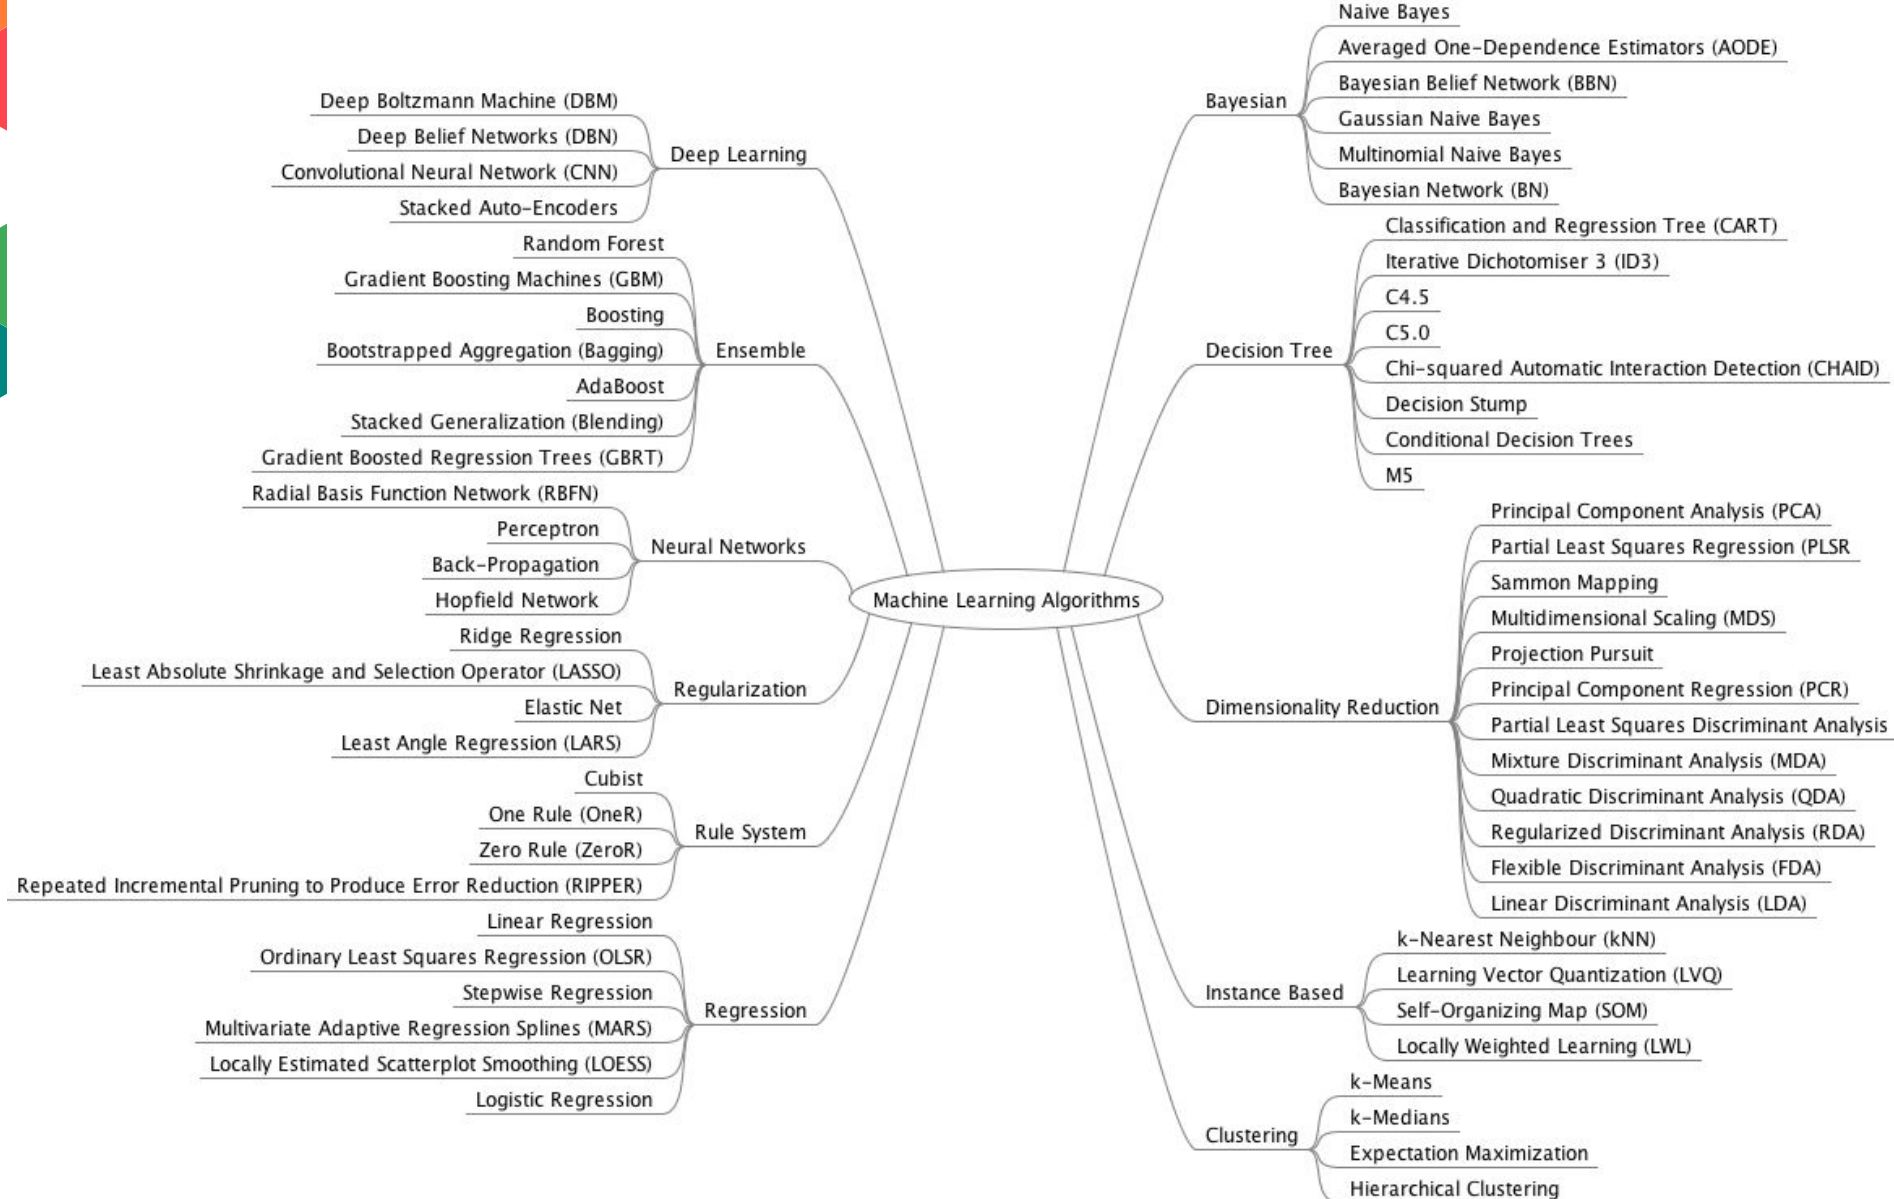 Machine Learning Algorithms
Deep Learning
Deep Boltzmann Machine (DBM)
Deep Belief Networks (DBN)
Convolutional Neural Network (CNN)
Stacked Auto-Encoders
Ensemble
Random Forest
Gradient Boosting Machines (GBM)
Boosting
Bootstrapped Aggregation (Bagging)
AdaBoost
Stacked Generalization (Blending)
Gradient Boosted Regression Trees (GBRT)
Neural Networks
Radial Basis Function Network (RBFN)
Perceptron
Back-Propagation
Hopfield Network
Regularization
Ridge Regression
Least Absolute Shrinkage and Selection Operator (LASSO)
Elastic Net
Least Angle Regression (LARS)
Rule System
Cubist
One Rule (OneR)
Zero Rule (ZeroR)
Repeated Incremental Pruning to Produce Error Reduction (RIPPER)
Regression
Linear Regression
Ordinary Least Squares Regression (OLSR)
Stepwise Regression
Multivariate Adaptive Regression Splines (MARS)
Locally Estimated Scatterplot Smoothing (LOESS)
Logistic Regression
Bayesian
Naive Bayes
Averaged One-Dependence Estimators (AODE)
Bayesian Belief Network (BBN)
Gaussian Naive Bayes
Multinomial Naive Bayes
Bayesian Network (BN)
Decision Tree
Classification and Regression Tree (CART)
Iterative Dichotomiser 3 (ID3)
C4.5
C5.0
Chi-squared Automatic Interaction Detection (CHAID)
Decision Stump
Conditional Decision Trees
M5
Dimensionality Reduction
Principal Component Analysis (PCA)
Partial Least Squares Regression (PLSR
Sammon Mapping
Multidimensional Scaling (MDS)
Projection Pursuit
Principal Component Regression (PCR)
Partial Least Squares Discriminant Analysis
Mixture Discriminant Analysis (MDA)
Quadratic Discriminant Analysis (QDA)
Regularized Discriminant Analysis (RDA)
Flexible Discriminant Analysis (FDA)
Linear Discriminant Analysis (LDA)
Instance Based
k-Nearest Neighbour (kNN)
Learning Vector Quantization (LVQ)
Self-Organizing Map (SOM)
Locally Weighted Learning (LWL)
Clustering
k-Means
k-Medians
Expectation Maximization
Hierarchical Clustering